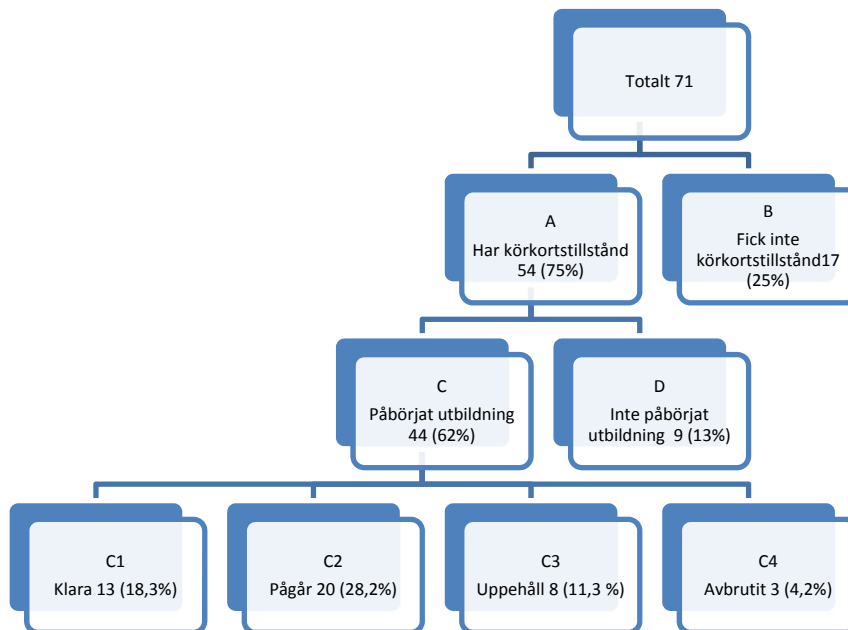 Totalt 71
A
Har körkortstillstånd
54 (75%)
B
Fick inte
körkortstillstånd17
(25%)
C
Påbörjat utbildning
44 (62%)
D
Inte påbörjat
utbildning 9 (13%)
C1
Klara 13 (18,3%)
C2
Pågår 20 (28,2%)
C3
Uppehåll 8 (11,3 %)
C4
Avbrutit 3 (4,2%)